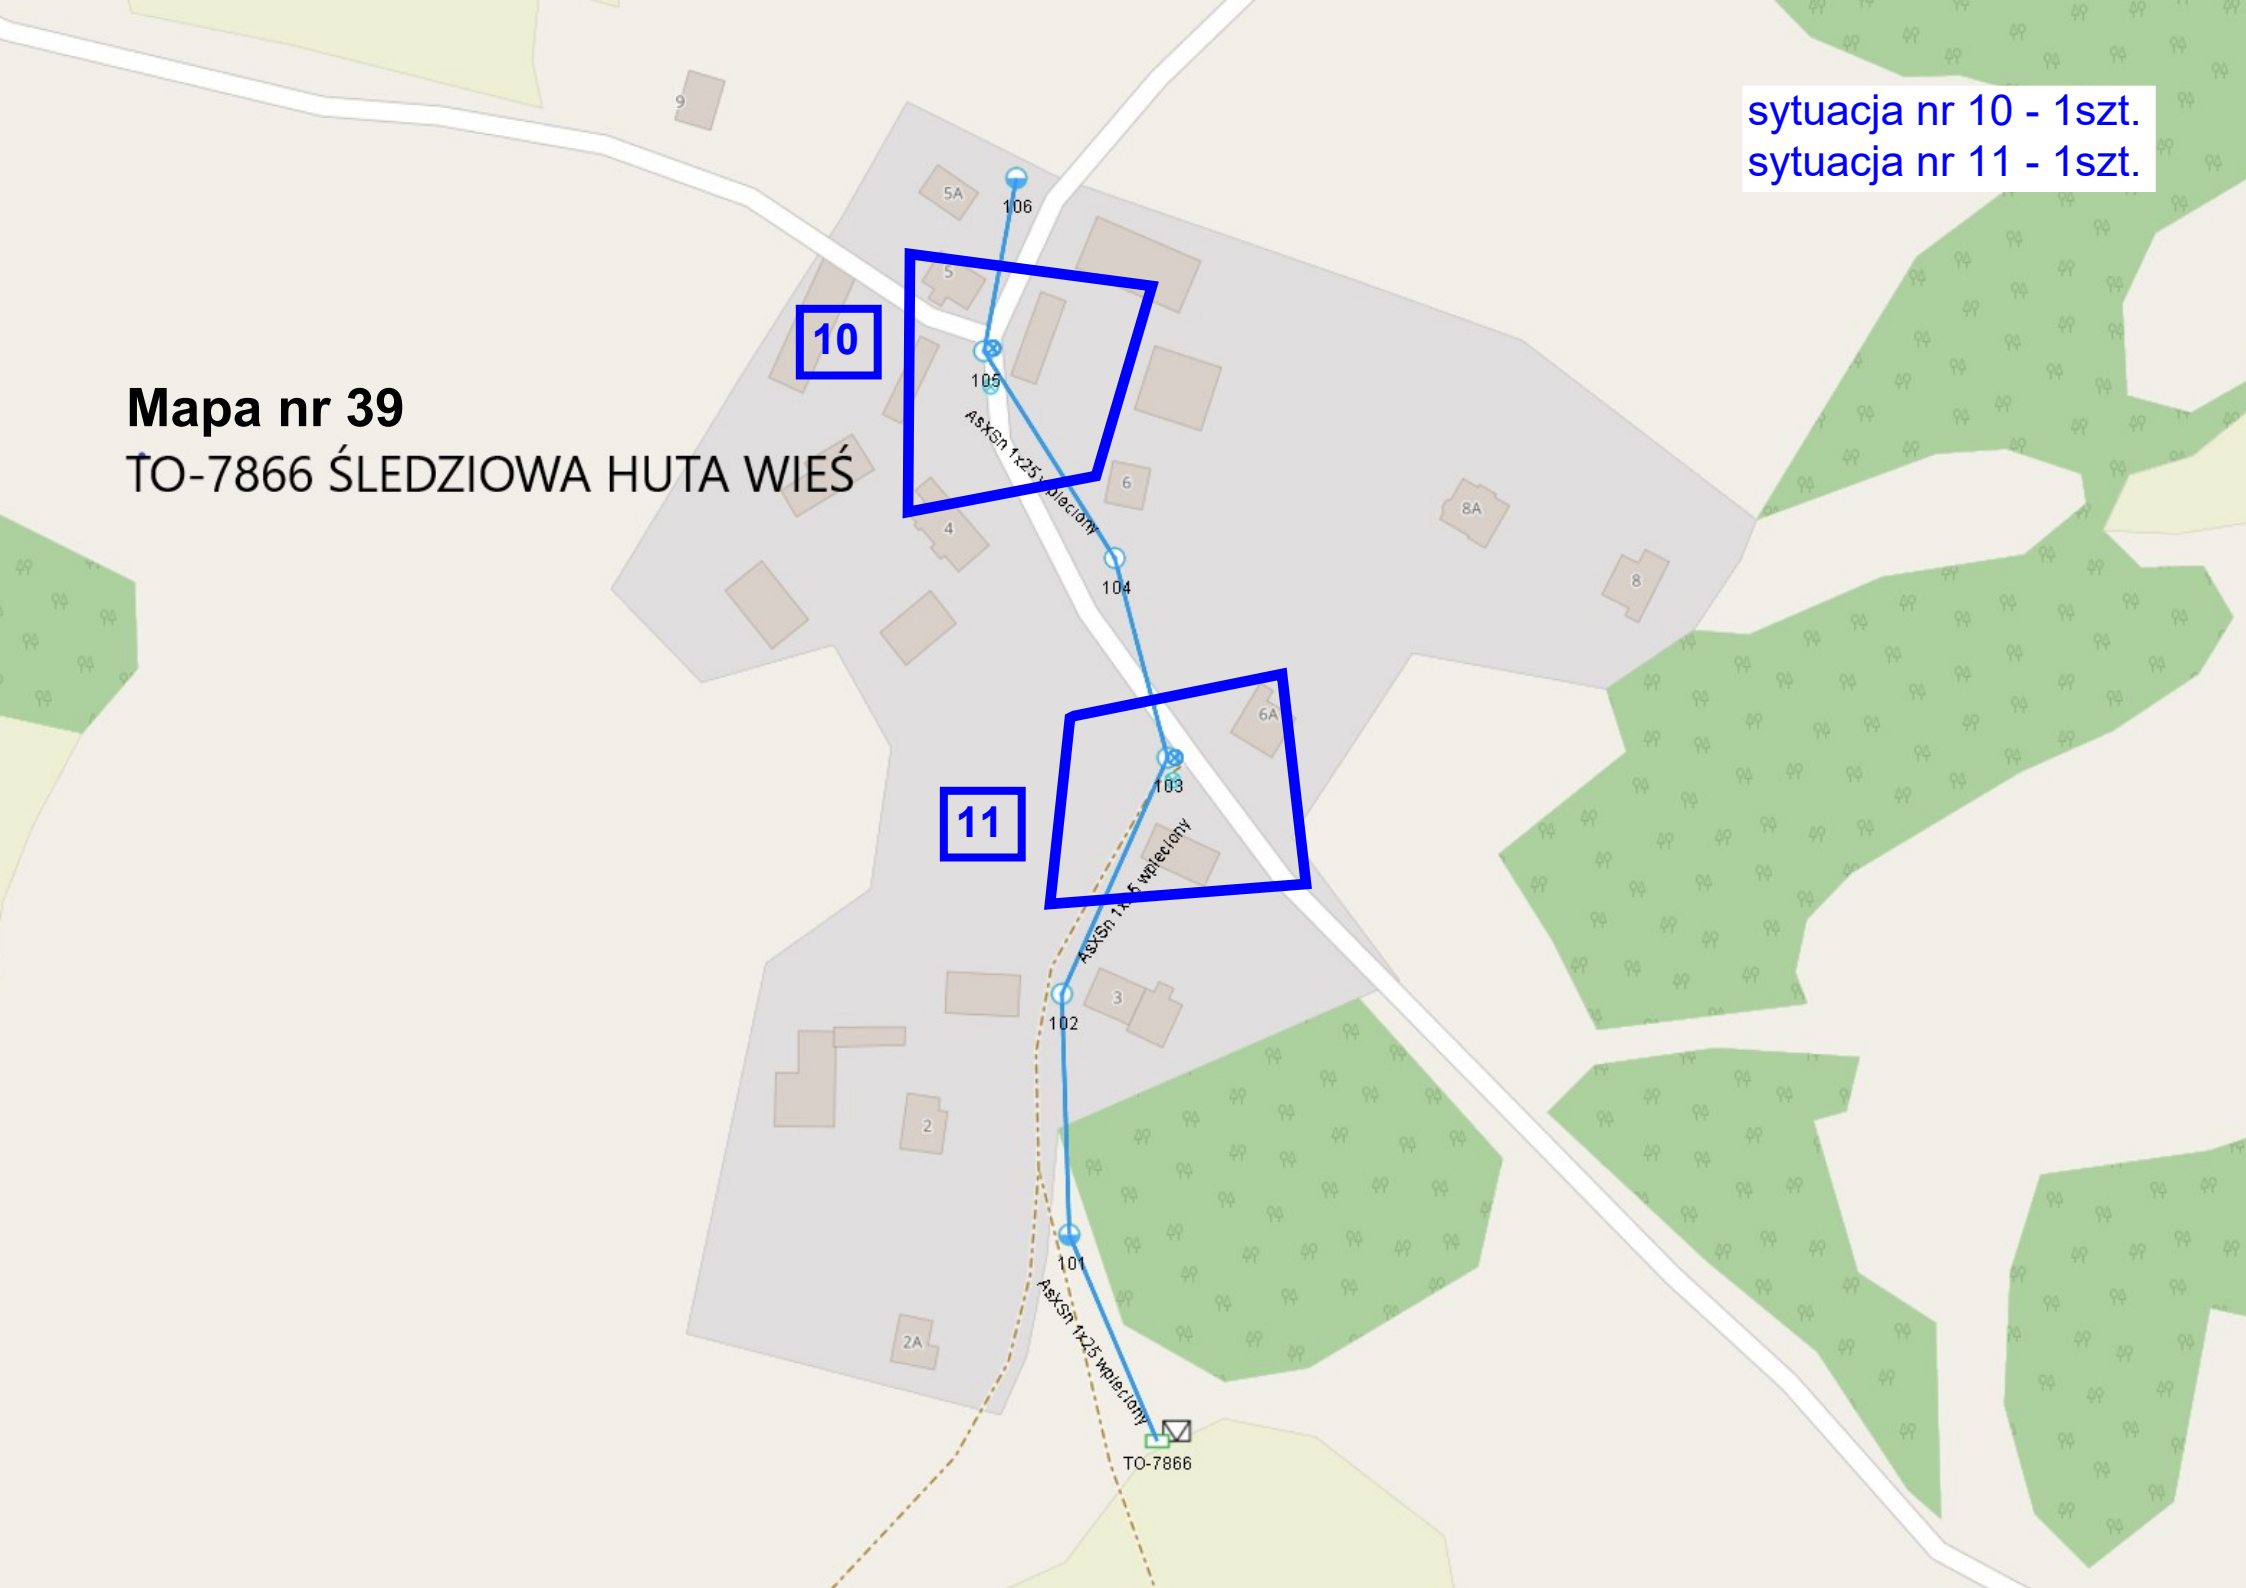 sytuacja nr 10 - 1szt.
sytuacja nr 11 - 1szt.
9
5A
106
5
10
105
Mapa nr 39
TO-7866 ŚLEDZIOWA HUTA WIEŚ
AsXSn 1x25 wpleciony
6
8A
4
8
104
6A
103
11
AsXSn 1x25 wpleciony
3
102
2
101
AsXSn 1x25 wpleciony
2A
TO-7866